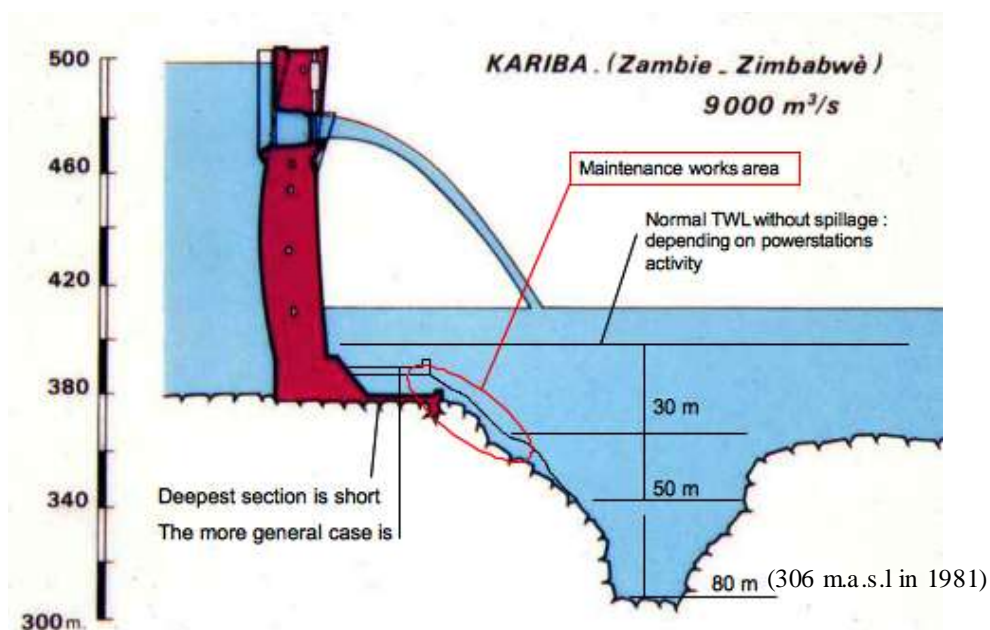 KARIBA . (Zambie _ Zimbabwè)
9000 m³/s
500
460
420
380
340
300 m.
Maintenance works area
Normal TWL without spillage :
depending on powerstations
activity
30 m
50 m
80 m (306 m.a.s.l in 1981)
Deepest section is short
The more general case is